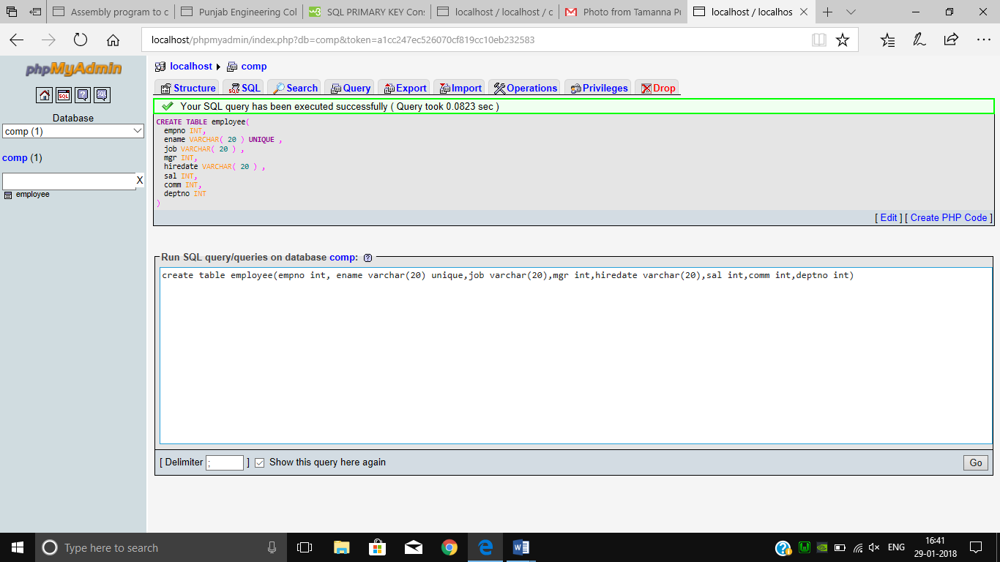 Assembly program to c
Punjab Engineering Col
w3 SQL PRIMARY KEY Cons
localhost / localhost / c
Photo from Tamanna Pu
localhost / localhos
localhost/phpmyadmin/index.php?db=comp&token=a1cc247ec526070cf819cc10eb232583
phpMyAdmin
SQL
Database
comp (1)
comp (1)
X
employee
localhost comp
Structure SQL Search Query Export Import Operations Privileges Drop
Your SQL query has been executed successfully ( Query took 0.0823 sec )
CREATE TABLE employee(
empno INT,
ename VARCHAR( 20 ) UNIQUE ,
job VARCHAR( 20 ) ,
mgr INT,
hiredate VARCHAR( 20 ) ,
sal INT,
comm INT,
deptno INT
)
[ Edit ] [ Create PHP Code ]
Run SQL query/queries on database comp:
create table employee(empno int, ename varchar(20) unique,job varchar(20),mgr int,hiredate varchar(20),sal int,comm int,deptno int)
[ Delimiter ; ] Show this query here again
Go
Type here to search
ENG
16:41
29-01-2018